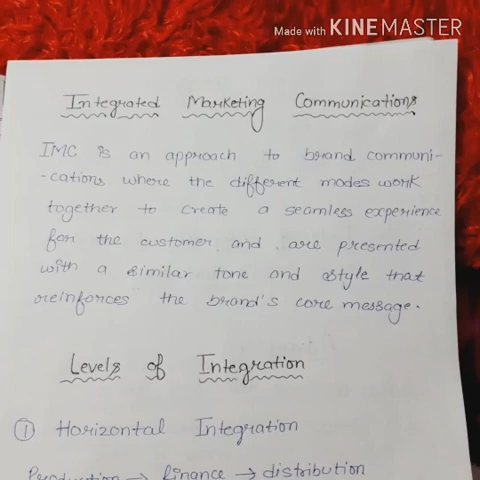 Made with KINEMASTER
Integrated Marketing Communications
IMC is an approach to brand communi-
-cations where the different modes work
together to create a seamless experience
for the customer and are presented
with a similar tone and style that
reinforces the brand's core message.
Levels of Integration
① Horizontal Integration
Production → finance → distribution